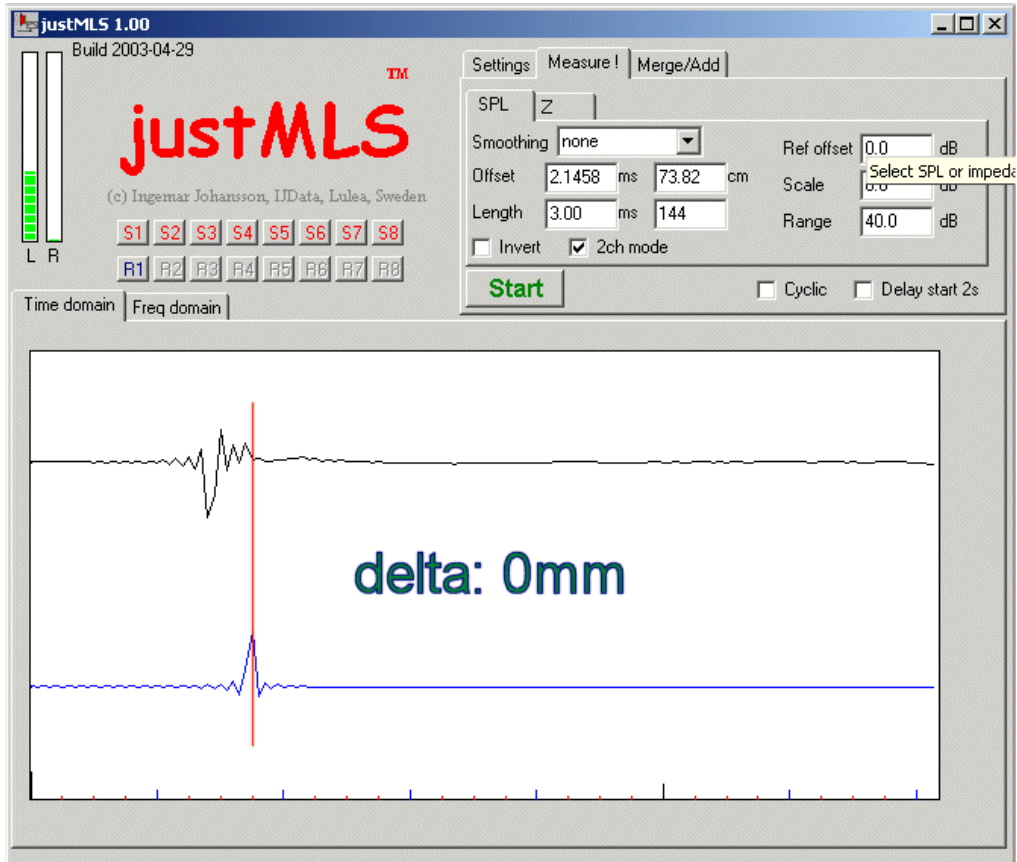 justMLS 1.00
Build 2003-04-29
TM
justMLS
(c) Ingemar Johansson, IJData, Lulea, Sweden
S1 S2 S3 S4 S5 S6 S7 S8
R1 R2 R3 R4 R5 R6 R7 R8
L R
Settings Measure ! Merge/Add
SPL Z
Smoothing none
Ref offset 0.0 dB
Offset 2.1458 ms 73.82 cm
Select SPL or impeda
Scale
Length 3.00 ms 144
Range 40.0 dB
Invert 2ch mode
Start
Cyclic Delay start 2s
Time domain Freq domain
delta: 0mm